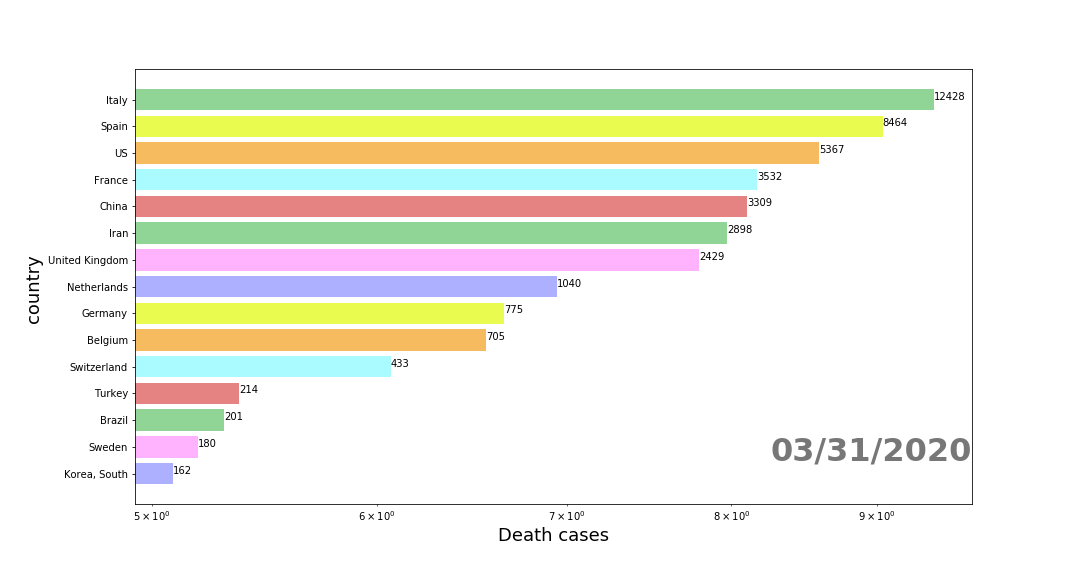 Italy 12428
Spain 8464
US 5367
France 3532
China 3309
Iran 2898
United Kingdom 2429
Netherlands 1040
Germany 775
Belgium 705
Switzerland 433
Turkey 214
Brazil 201
Sweden 180
Korea, South 162
country
03/31/2020
5 × 10⁰ 6 × 10⁰ 7 × 10⁰ 8 × 10⁰ 9 × 10⁰
Death cases